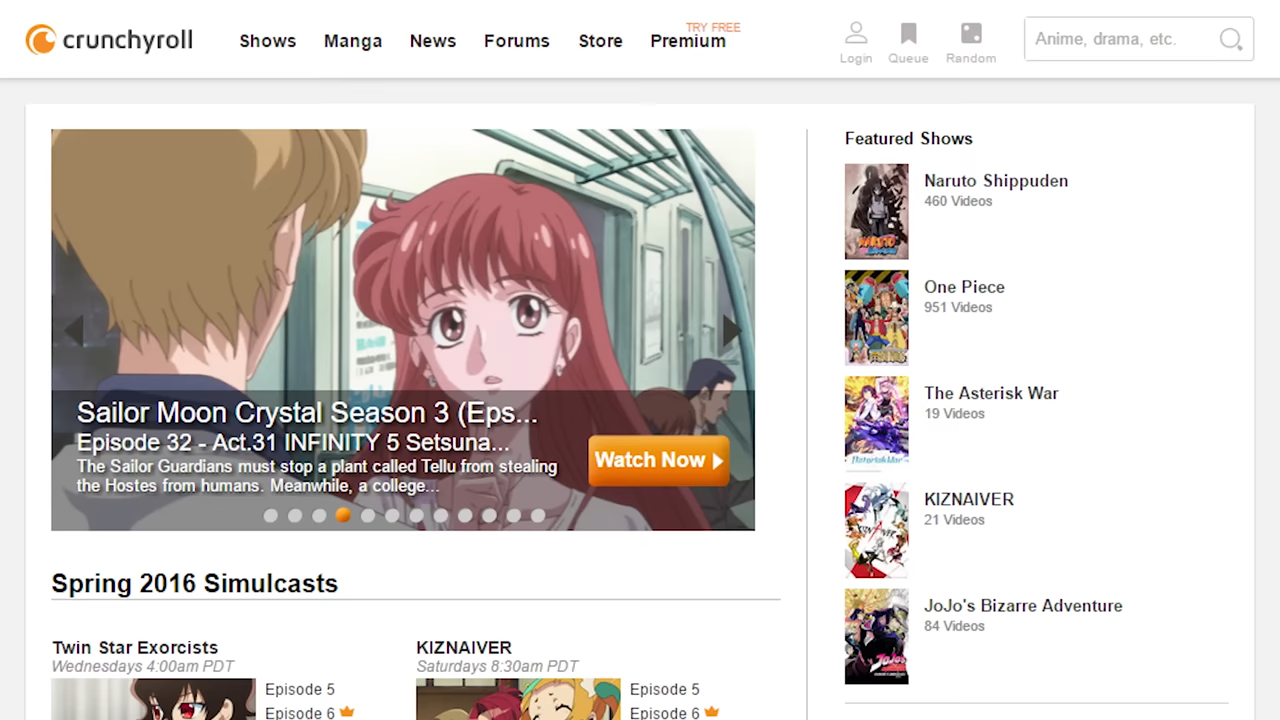 crunchyroll
Shows
Manga
News
Forums
Store
Premium
TRY FREE
Login
Queue
Random
Anime, drama, etc.
Sailor Moon Crystal Season 3 (Eps...
Episode 32 - Act.31 INFINITY 5 Setsuna...
The Sailor Guardians must stop a plant called Tellu from stealing
the Hostes from humans. Meanwhile, a college...
Watch Now
Spring 2016 Simulcasts
Twin Star Exorcists
Wednesdays 4:00am PDT
Episode 5
Episode 6
KIZNAIVER
Saturdays 8:30am PDT
Episode 5
Episode 6
Featured Shows
Naruto Shippuden
460 Videos
One Piece
951 Videos
The Asterisk War
19 Videos
KIZNAIVER
21 Videos
JoJo's Bizarre Adventure
84 Videos